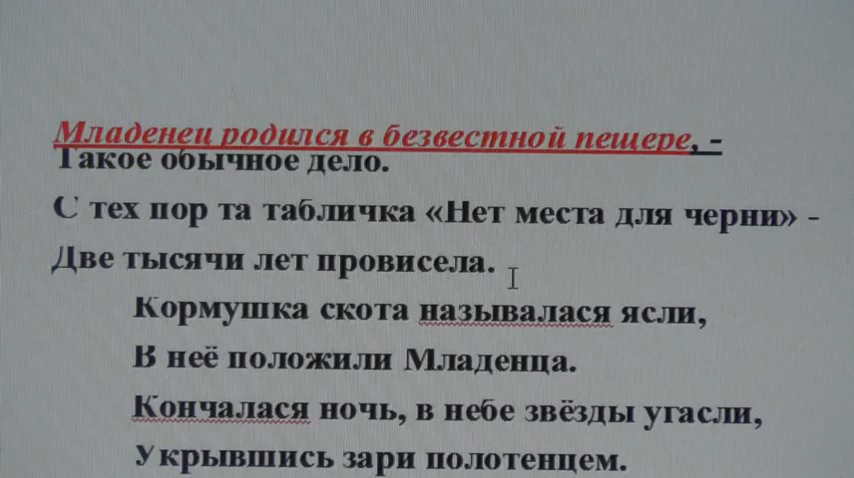 Младенец родился в безвестной пещере, -
Такое обычное дело.
С тех пор та табличка «Нет места для черни» -
Две тысячи лет провисела.
Кормушка скота называлася ясли,
В неё положили Младенца.
Кончалася ночь, в небе звёзды угасли,
Укрывшись зари полотенцем.